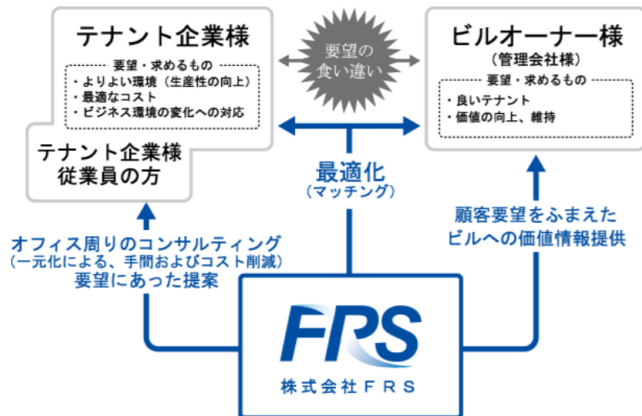 テナント企業様
要望・求めるもの
・よりよい環境（生産性の向上）
・最適なコスト
・ビジネス環境の変化への対応
テナント企業様
従業員の方
要望の
食い違い
ビルオーナー様
（管理会社様）
要望・求めるもの
・良いテナント
・価値の向上、維持
最適化
（マッチング）
オフィス周りのコンサルティング
（一元化による、手間およびコスト削減）
要望にあった提案
顧客要望をふまえた
ビルへの価値情報提供
FRS
株式会社ＦＲＳ